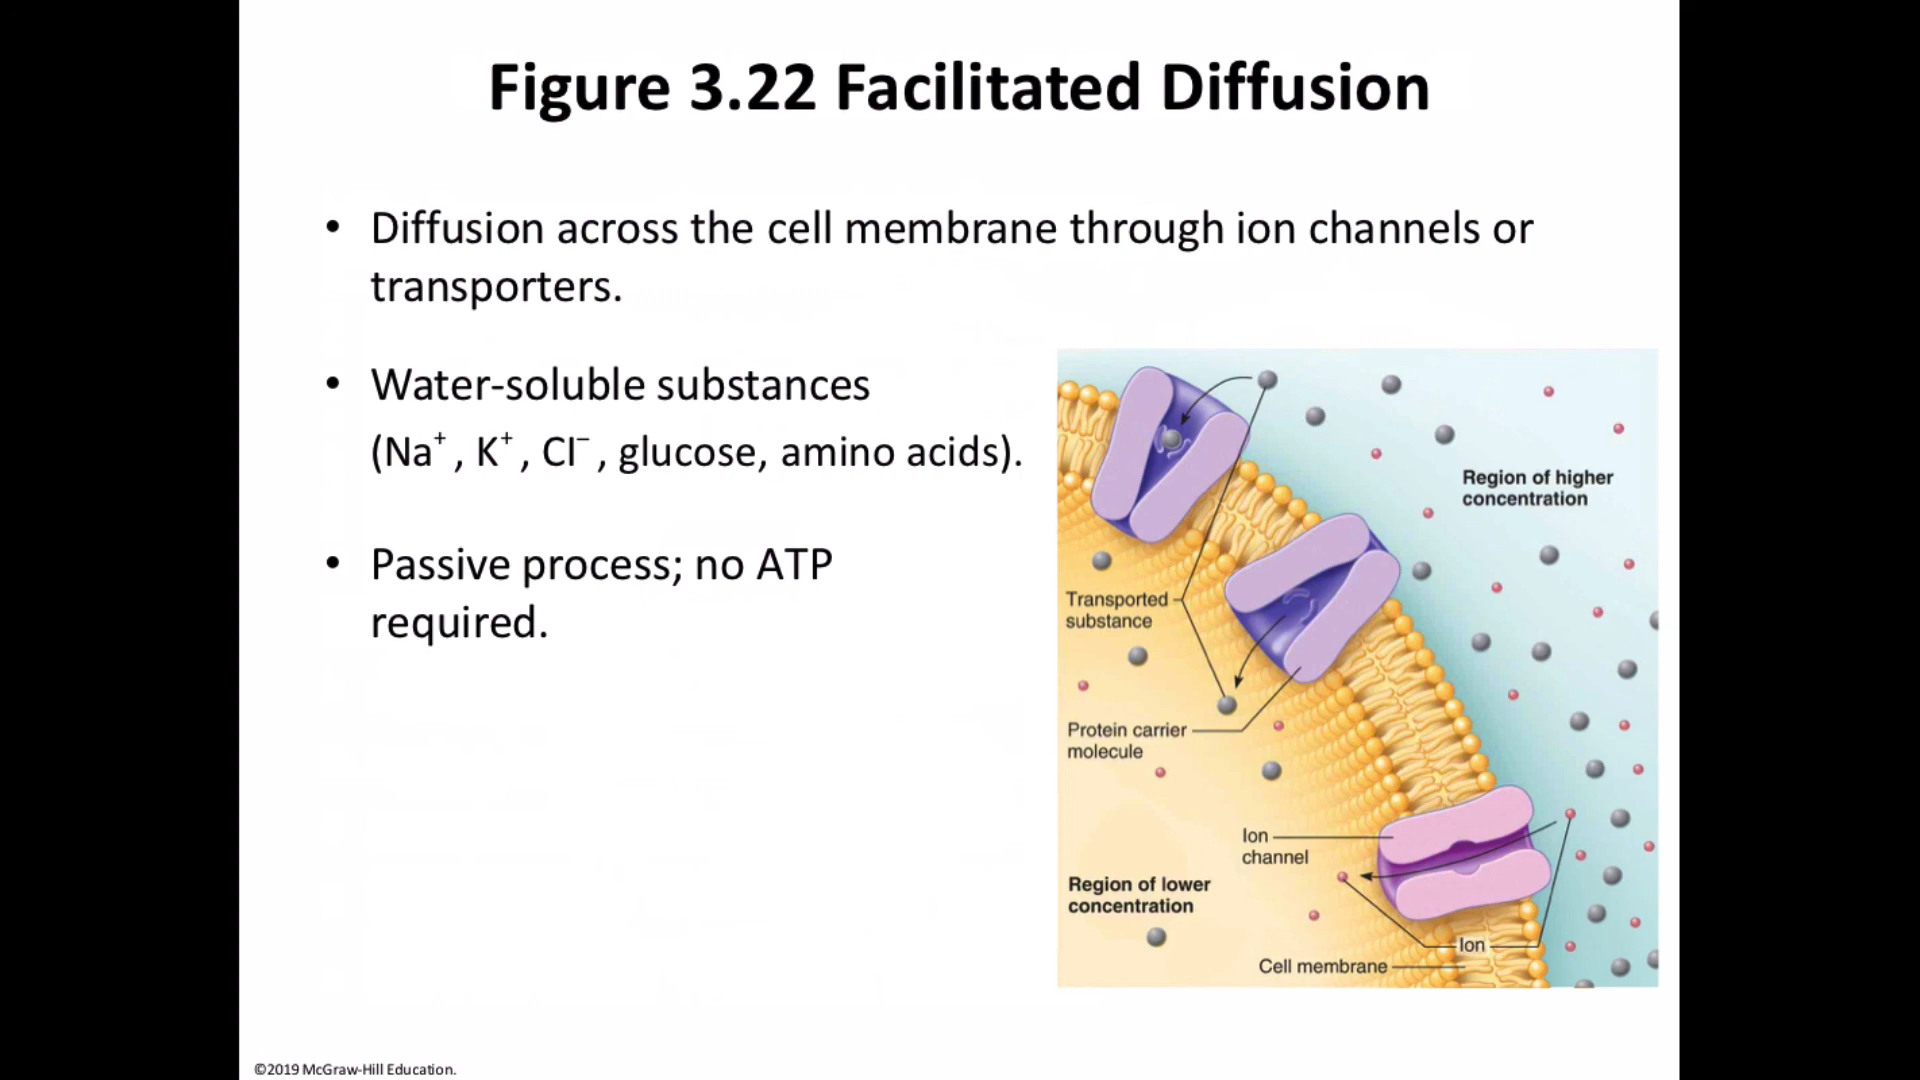 Figure 3.22 Facilitated Diffusion
• Diffusion across the cell membrane through ion channels or
transporters.
• Water-soluble substances
(Na⁺, K⁺, Cl⁻, glucose, amino acids).
• Passive process; no ATP
required.
Region of higher
concentration
Transported
substance
Protein carrier
molecule
Ion
channel
Region of lower
concentration
Ion
Cell membrane
©2019 McGraw-Hill Education.